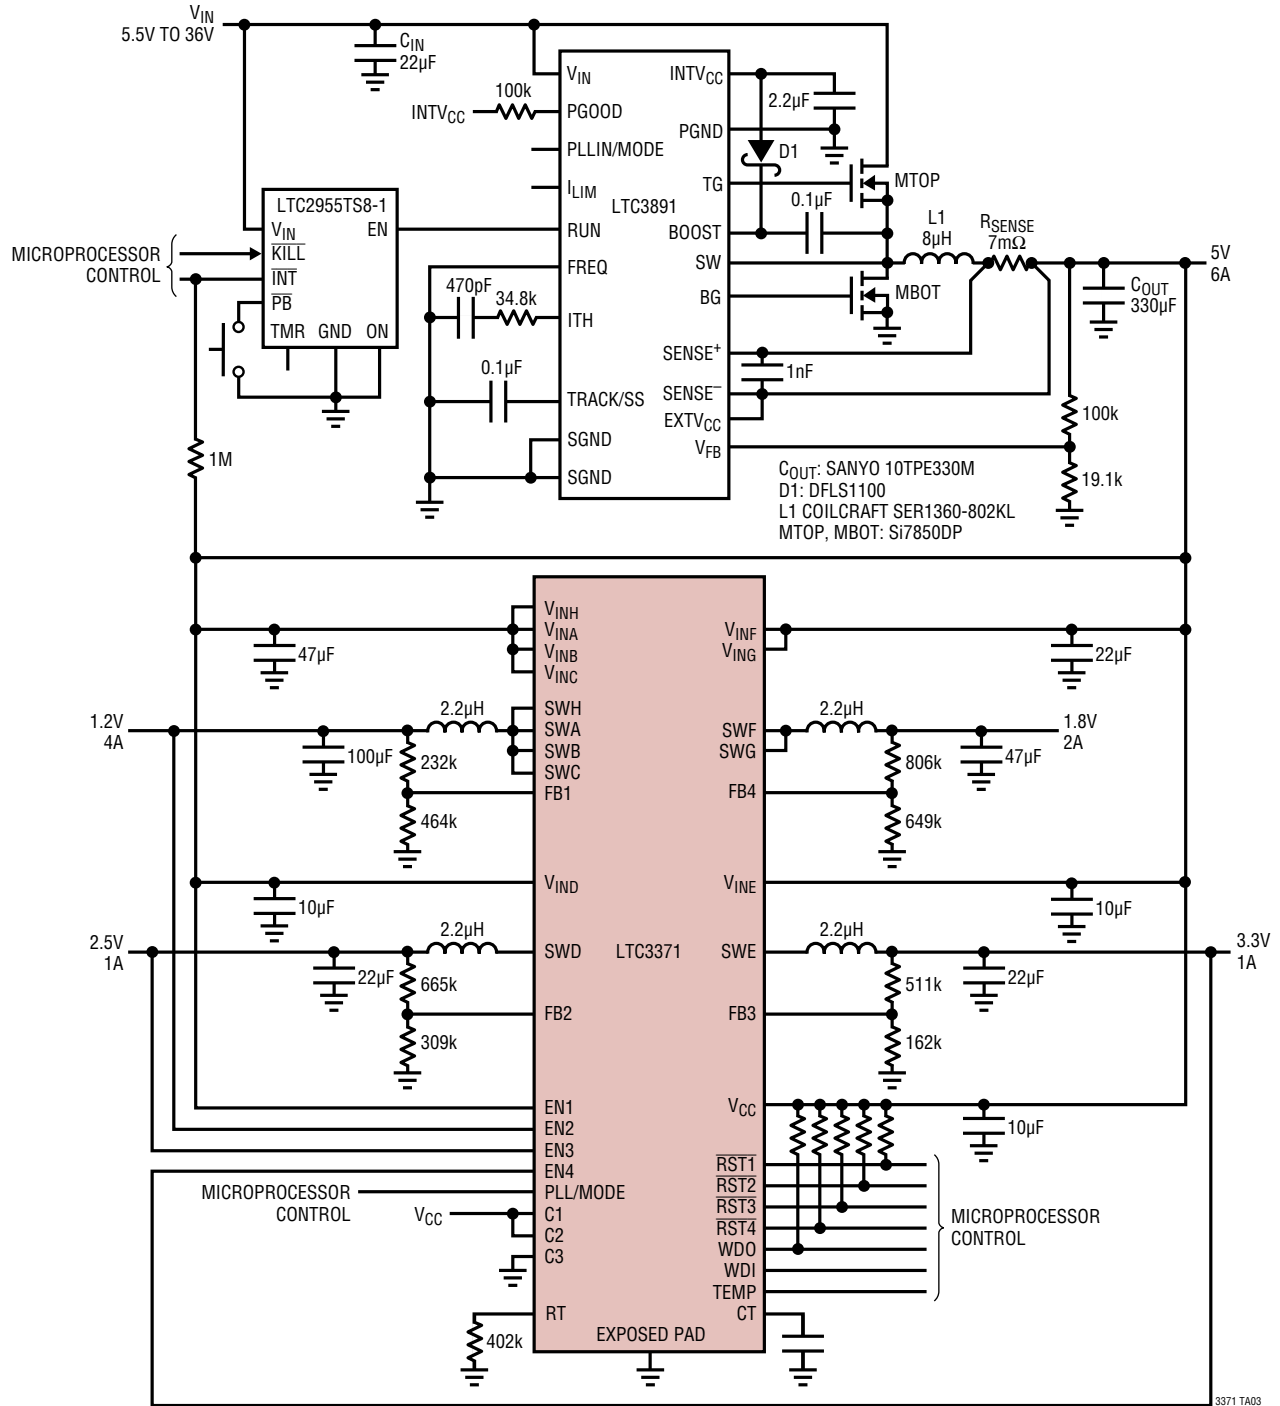 VIN
5.5V TO 36V
CIN
22µF
100k
INTVCC
VIN
PGOOD
PLLIN/MODE
ILIM
RUN
FREQ
ITH
TRACK/SS
SGND
SGND
LTC3891
INTVCC
PGND
TG
BOOST
SW
BG
SENSE+
SENSE–
EXTVCC
VFB
2.2µF
D1
0.1µF
MTOP
MBOT
L1
8µH
RSENSE
7mΩ
5V
6A
COUT
330µF
1nF
100k
19.1k
LTC2955TS8-1
VIN
EN
KILL
INT
PB
TMR GND ON
MICROPROCESSOR
CONTROL
470pF
34.8k
0.1µF
1M
COUT: SANYO 10TPE330M
D1: DFLS1100
L1 COILCRAFT SER1360-802KL
MTOP, MBOT: Si7850DP
VINH
VINA
VINB
VINC
VINF
VING
47µF
22µF
1.2V
4A
2.2µH
100µF
232k
464k
SWH
SWA
SWB
SWC
FB1
SWF
SWG
FB4
2.2µH
806k
649k
47µF
1.8V
2A
VIND
VINE
10µF
10µF
2.5V
1A
2.2µH
22µF
665k
309k
SWD
LTC3371
SWE
FB2
FB3
2.2µH
511k
162k
22µF
3.3V
1A
EN1
EN2
EN3
EN4
PLL/MODE
C1
C2
C3
RT
MICROPROCESSOR
CONTROL
VCC
402k
VCC
RST1
RST2
RST3
RST4
WDO
WDI
TEMP
CT
10µF
MICROPROCESSOR
CONTROL
EXPOSED PAD
3371 TA03